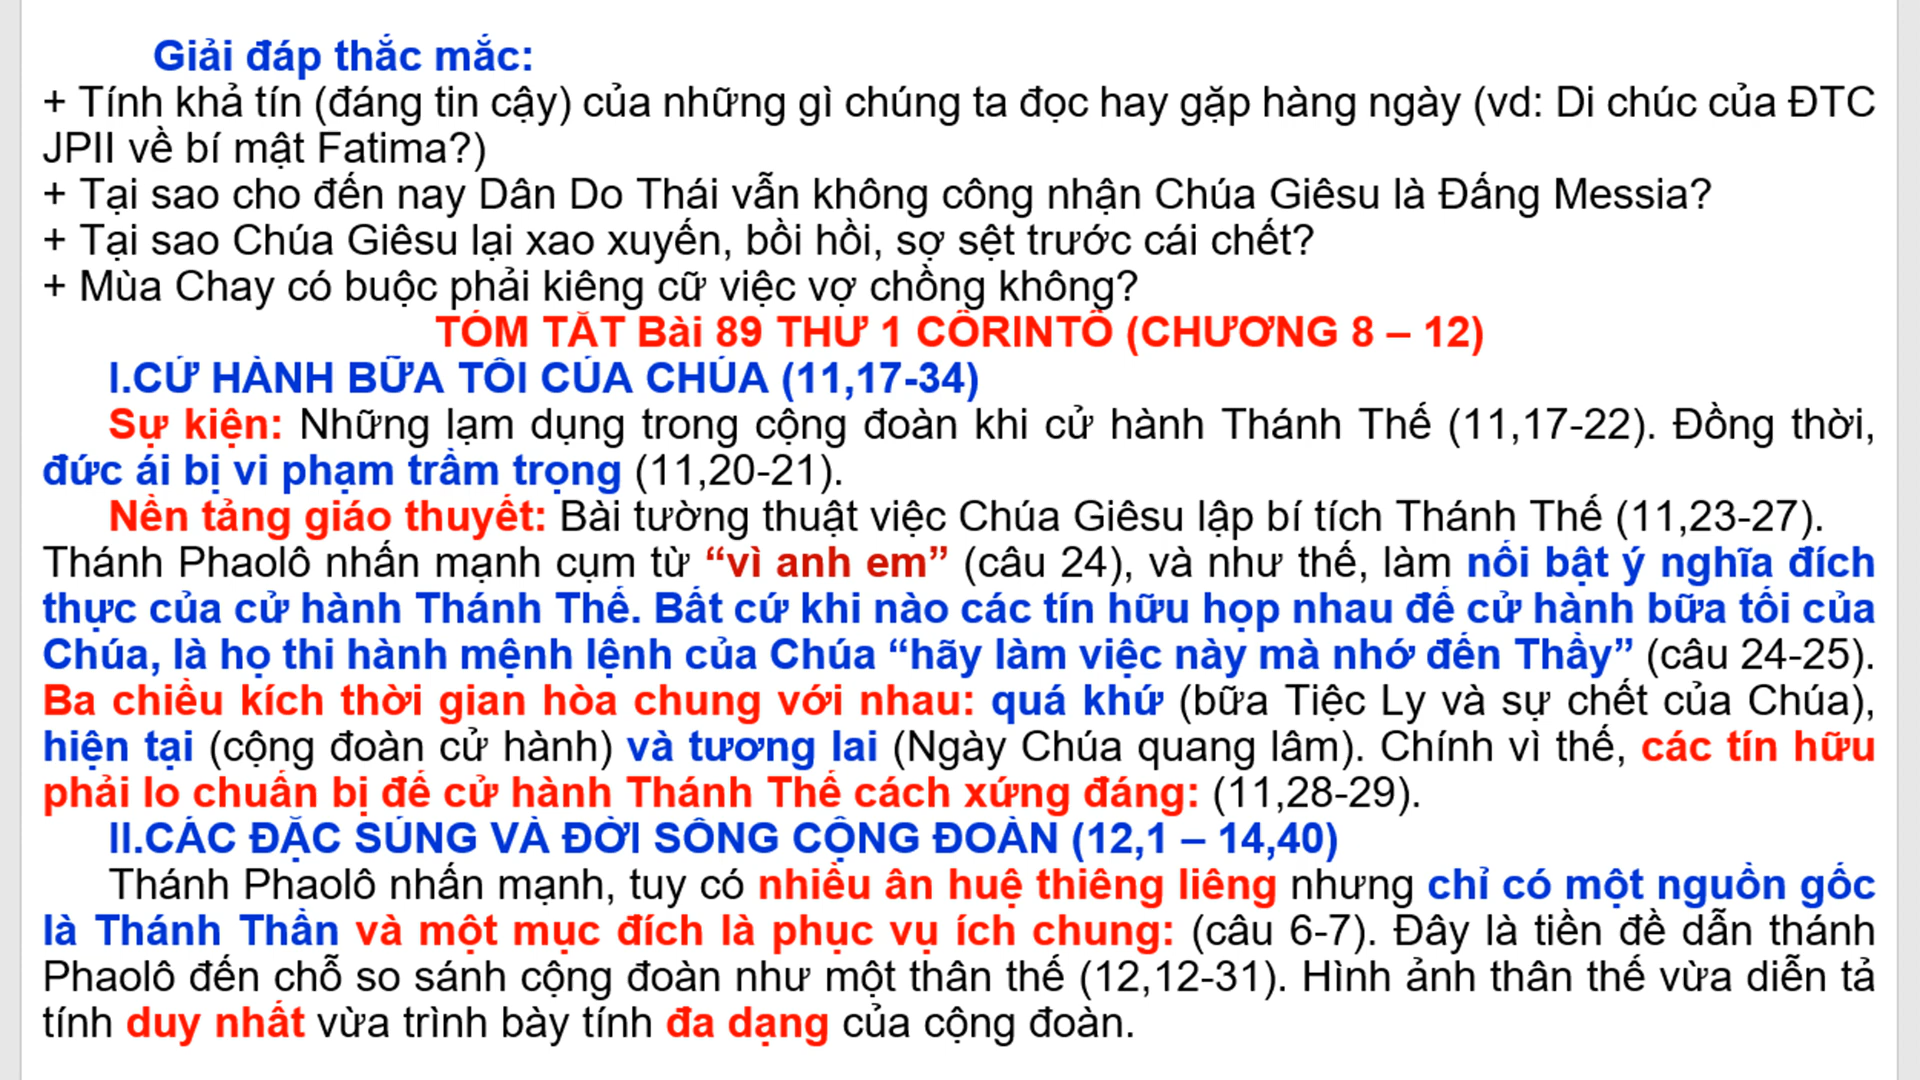 Giải đáp thắc mắc:
+ Tính khả tín (đáng tin cậy) của những gì chúng ta đọc hay gặp hàng ngày (vd: Di chúc của ĐTC
JPII về bí mật Fatima?)
+ Tại sao cho đến nay Dân Do Thái vẫn không công nhận Chúa Giêsu là Đấng Messia?
+ Tại sao Chúa Giêsu lại xao xuyến, bồi hồi, sợ sệt trước cái chết?
+ Mùa Chay có buộc phải kiêng cữ việc vợ chồng không?
TÓM TẮT Bài 89 THƯ 1 CÔRINTÔ (CHƯƠNG 8 – 12)
I.CỬ HÀNH BỮA TỐI CỦA CHÚA (11,17-34)
Sự kiện: Những lạm dụng trong cộng đoàn khi cử hành Thánh Thế (11,17-22). Đồng thời,
đức ái bị vi phạm trầm trọng (11,20-21).
Nền tảng giáo thuyết: Bài tường thuật việc Chúa Giêsu lập bí tích Thánh Thế (11,23-27).
Thánh Phaolô nhấn mạnh cụm từ “vì anh em” (câu 24), và như thế, làm nổi bật ý nghĩa đích
thực của cử hành Thánh Thể. Bất cứ khi nào các tín hữu họp nhau để cử hành bữa tối của
Chúa, là họ thi hành mệnh lệnh của Chúa “hãy làm việc này mà nhớ đến Thầy” (câu 24-25).
Ba chiều kích thời gian hòa chung với nhau: quá khứ (bữa Tiệc Ly và sự chết của Chúa),
hiện tại (cộng đoàn cử hành) và tương lai (Ngày Chúa quang lâm). Chính vì thế, các tín hữu
phải lo chuẩn bị để cử hành Thánh Thể cách xứng đáng: (11,28-29).
II.CÁC ĐẶC SỦNG VÀ ĐỜI SỐNG CỘNG ĐOÀN (12,1 – 14,40)
Thánh Phaolô nhấn mạnh, tuy có nhiều ân huệ thiêng liêng nhưng chỉ có một nguồn gốc
là Thánh Thần và một mục đích là phục vụ ích chung: (câu 6-7). Đây là tiền đề dẫn thánh
Phaolô đến chỗ so sánh cộng đoàn như một thân thể (12,12-31). Hình ảnh thân thể vừa diễn tả
tính duy nhất vừa trình bày tính đa dạng của cộng đoàn.